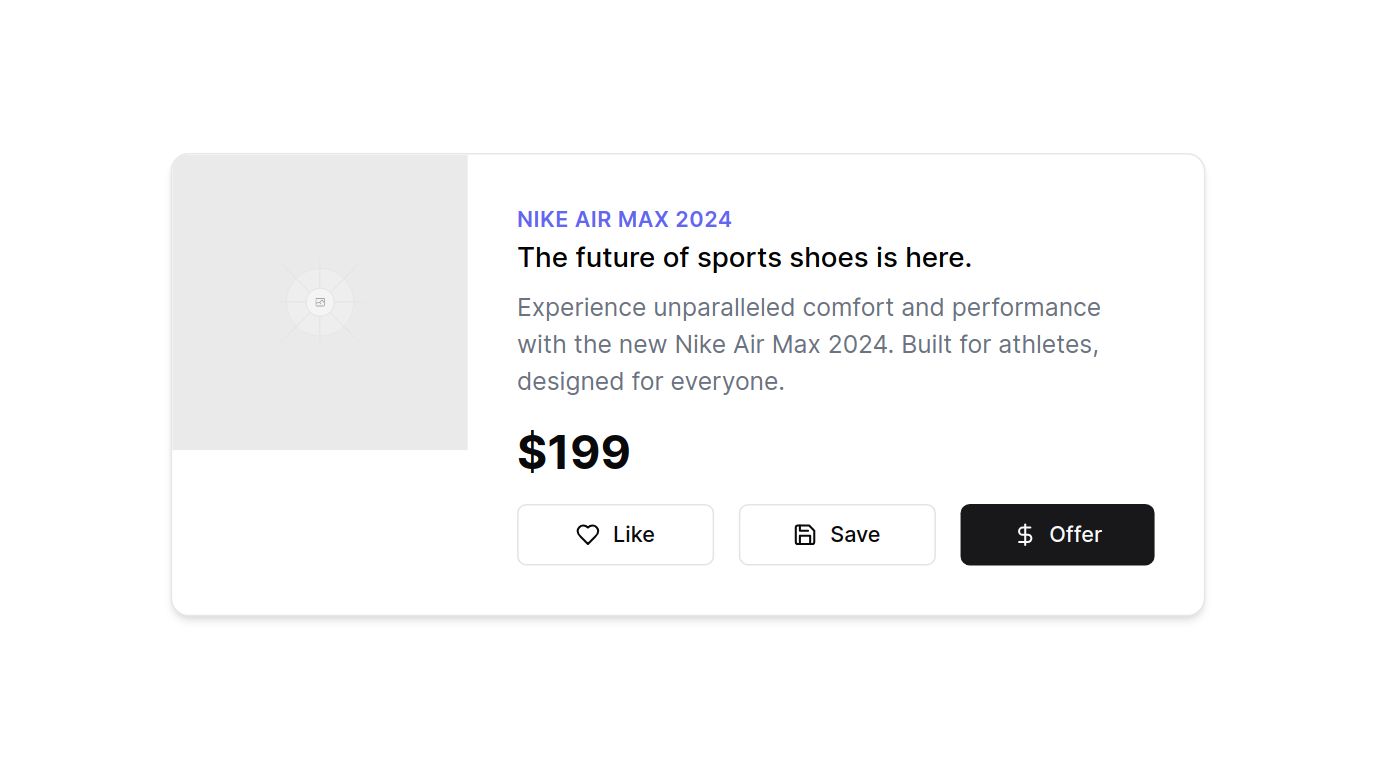 NIKE AIR MAX 2024
The future of sports shoes is here.
Experience unparalleled comfort and performance
with the new Nike Air Max 2024. Built for athletes,
designed for everyone.
$199
Like
Save
Offer